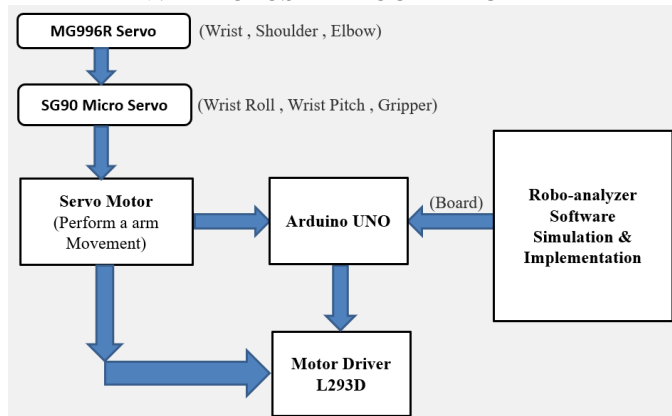 MG996R Servo (Wrist , Shoulder , Elbow)
SG90 Micro Servo (Wrist Roll , Wrist Pitch , Gripper)
Servo Motor
(Perform a arm
Movement)
Arduino UNO
(Board)
Robo-analyzer
Software
Simulation &
Implementation
Motor Driver
L293D